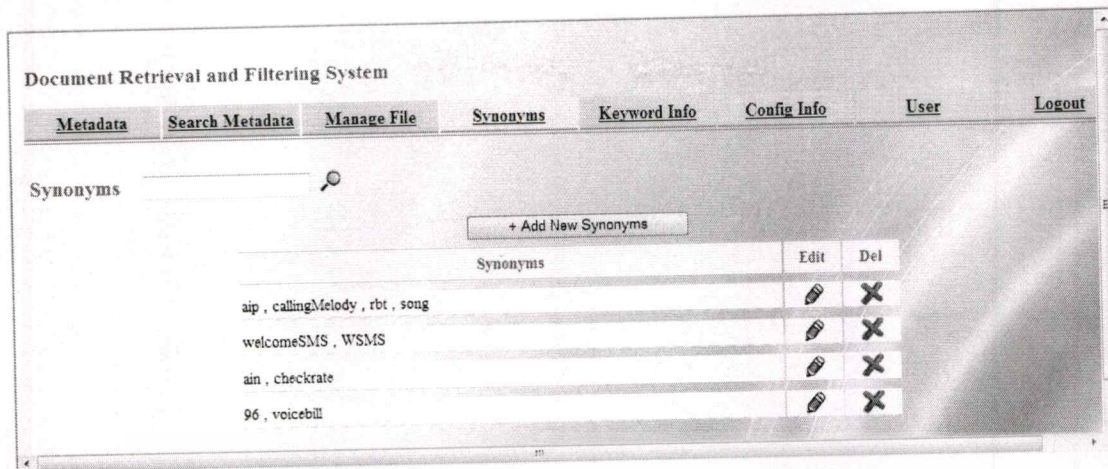 Document Retrieval and Filtering System
Metadata Search Metadata Manage File Synonyms Keyword Info Config Info User Logout
Synonyms
+ Add New Synonyms
Synonyms Edit Del
aip , callingMelody , rbt , song
welcomeSMS , WSMS
ain , checkrate
96 , voicebill